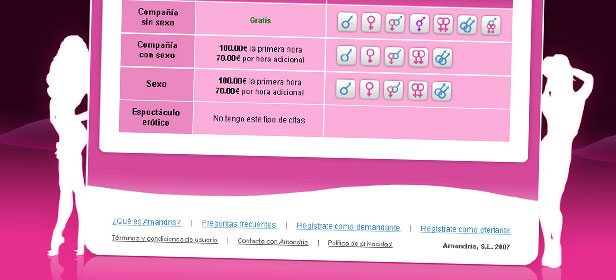 Compañía
sin sexo
Gratis
Compañía
con sexo
100.00€ la primera hora
70.00€ por hora adicional
Sexo
100.00€ la primera hora
70.00€ por hora adicional
Espectáculo
erótico
No tengo este tipo de citas
¿Qué es Amandris? | Preguntas frecuentes | Regístrate como demandante | Regístrate como ofertante
Términos y condiciones de usuario | Contacto con Amandris | Política de privacidad
Amandris, S.L. 2007